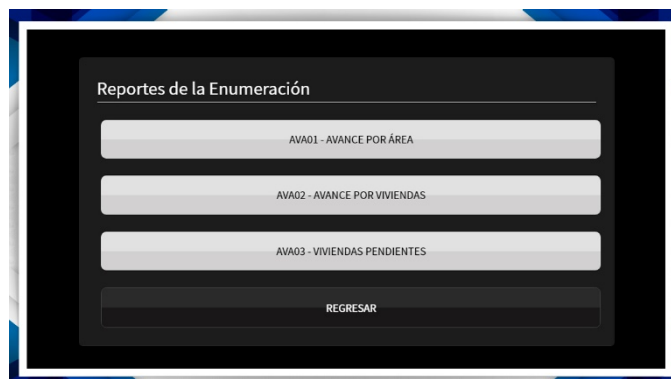 Reportes de la Enumeración
AVA01 - AVANCE POR ÁREA
AVA02 - AVANCE POR VIVIENDAS
AVA03 - VIVIENDAS PENDIENTES
REGRESAR